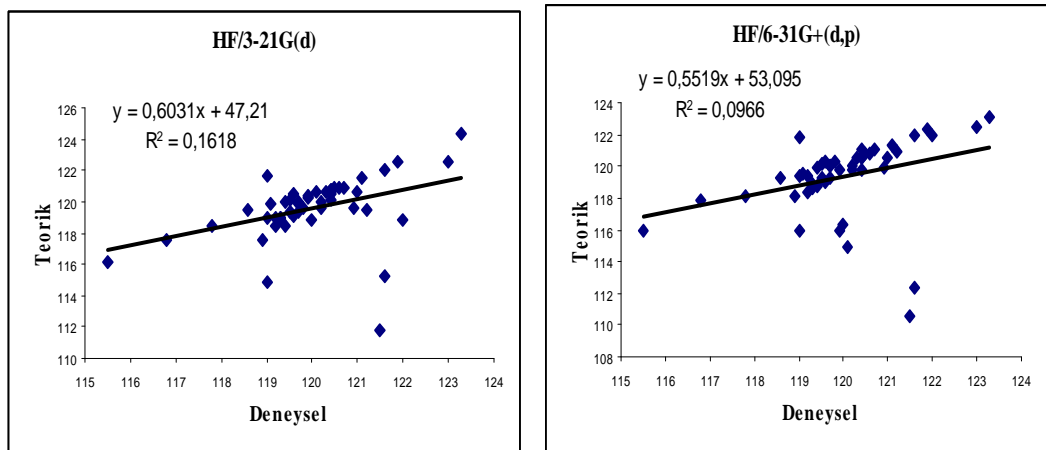 HF/3-21G(d)
y = 0,6031x + 47,21
R² = 0,1618
126
124
122
120
118
116
114
112
110
Teorik
115 116 117 118 119 120 121 122 123 124
Deneysel
HF/6-31G+(d,p)
y = 0,5519x + 53,095
R² = 0,0966
124
122
120
118
116
114
112
110
108
Teorik
115 116 117 118 119 120 121 122 123 124
Deneysel